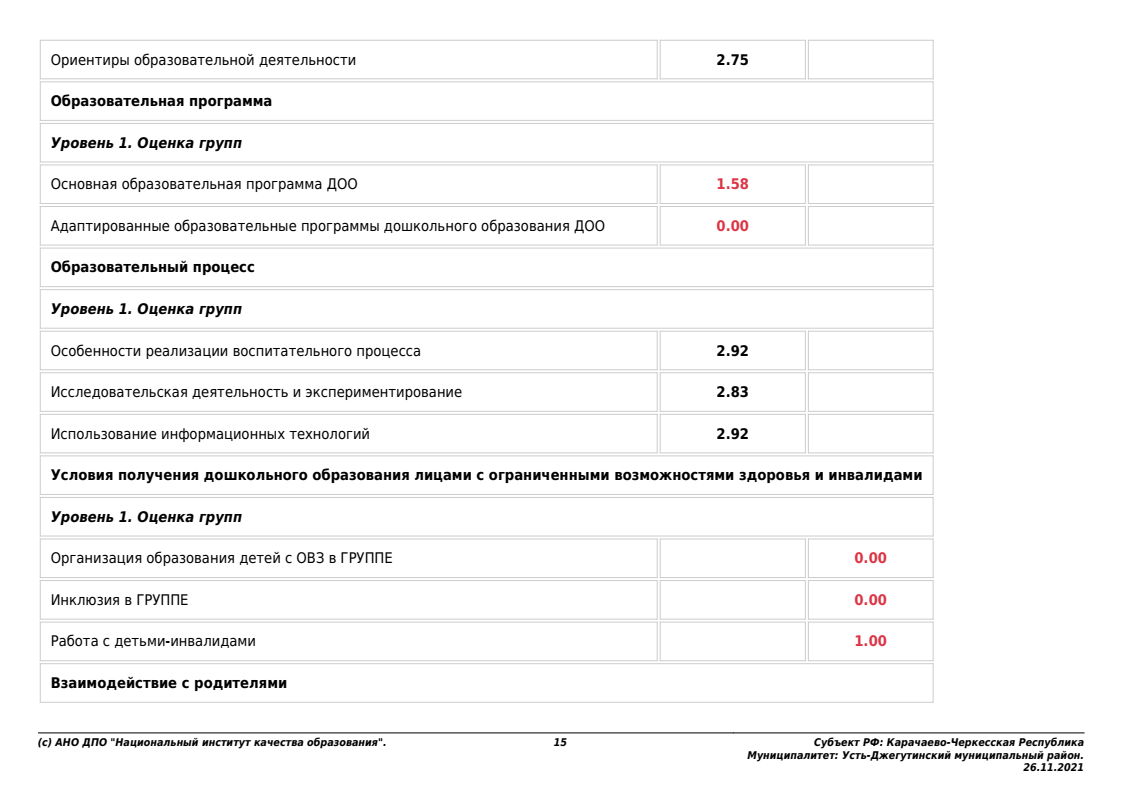 Ориентиры образовательной деятельности 2.75
Образовательная программа
Уровень 1. Оценка групп
Основная образовательная программа ДОО 1.58
Адаптированные образовательные программы дошкольного образования ДОО 0.00
Образовательный процесс
Уровень 1. Оценка групп
Особенности реализации воспитательного процесса 2.92
Исследовательская деятельность и экспериментирование 2.83
Использование информационных технологий 2.92
Условия получения дошкольного образования лицами с ограниченными возможностями здоровья и инвалидами
Уровень 1. Оценка групп
Организация образования детей с ОВЗ в ГРУППЕ 0.00
Инклюзия в ГРУППЕ 0.00
Работа с детьми-инвалидами 1.00
Взаимодействие с родителями
(с) АНО ДПО "Национальный институт качества образования". 15 Субъект РФ: Карачаево-Черкесская Республика
Муниципалитет: Усть-Джегутинский муниципальный район.
26.11.2021